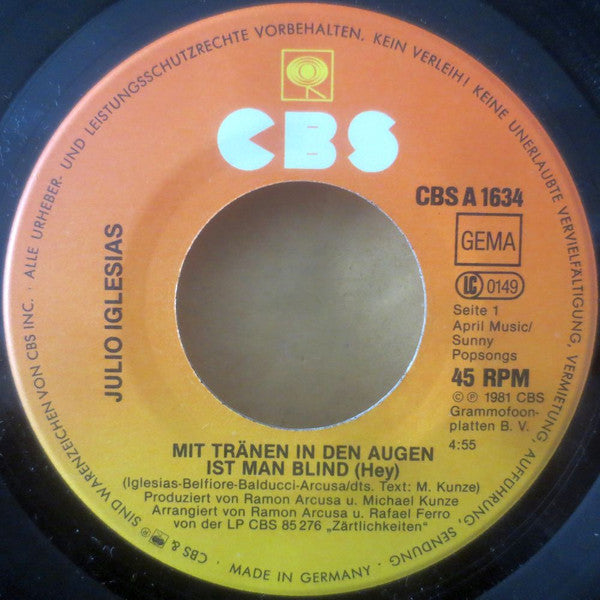 · ALLE URHEBER- UND LEISTUNGSSCHUTZRECHTE VORBEHALTEN. KEIN VERLEIH! KEINE UNERLAUBTE VERVIELFÄLTIGUNG, VERMIETUNG, AUFFÜHRUNG, SENDUNG
CBS
CBS A 1634
GEMA
LC 0149
Seite 1
April Music/
Sunny
Popsongs
45 RPM
© ℗ 1981 CBS
Grammofoon-
platten B. V.
4:55
JULIO IGLESIAS
MIT TRÄNEN IN DEN AUGEN
IST MAN BLIND (Hey)
(Iglesias-Belfiore-Balducci-Arcusa/dts. Text: M. Kunze)
Produziert von Ramon Arcusa u. Michael Kunze
Arrangiert von Ramon Arcusa u. Rafael Ferro
von der LP CBS 85 276 „Zärtlichkeiten“
CBS & SIND WARENZEICHEN VON CBS INC.
· MADE IN GERMANY ·